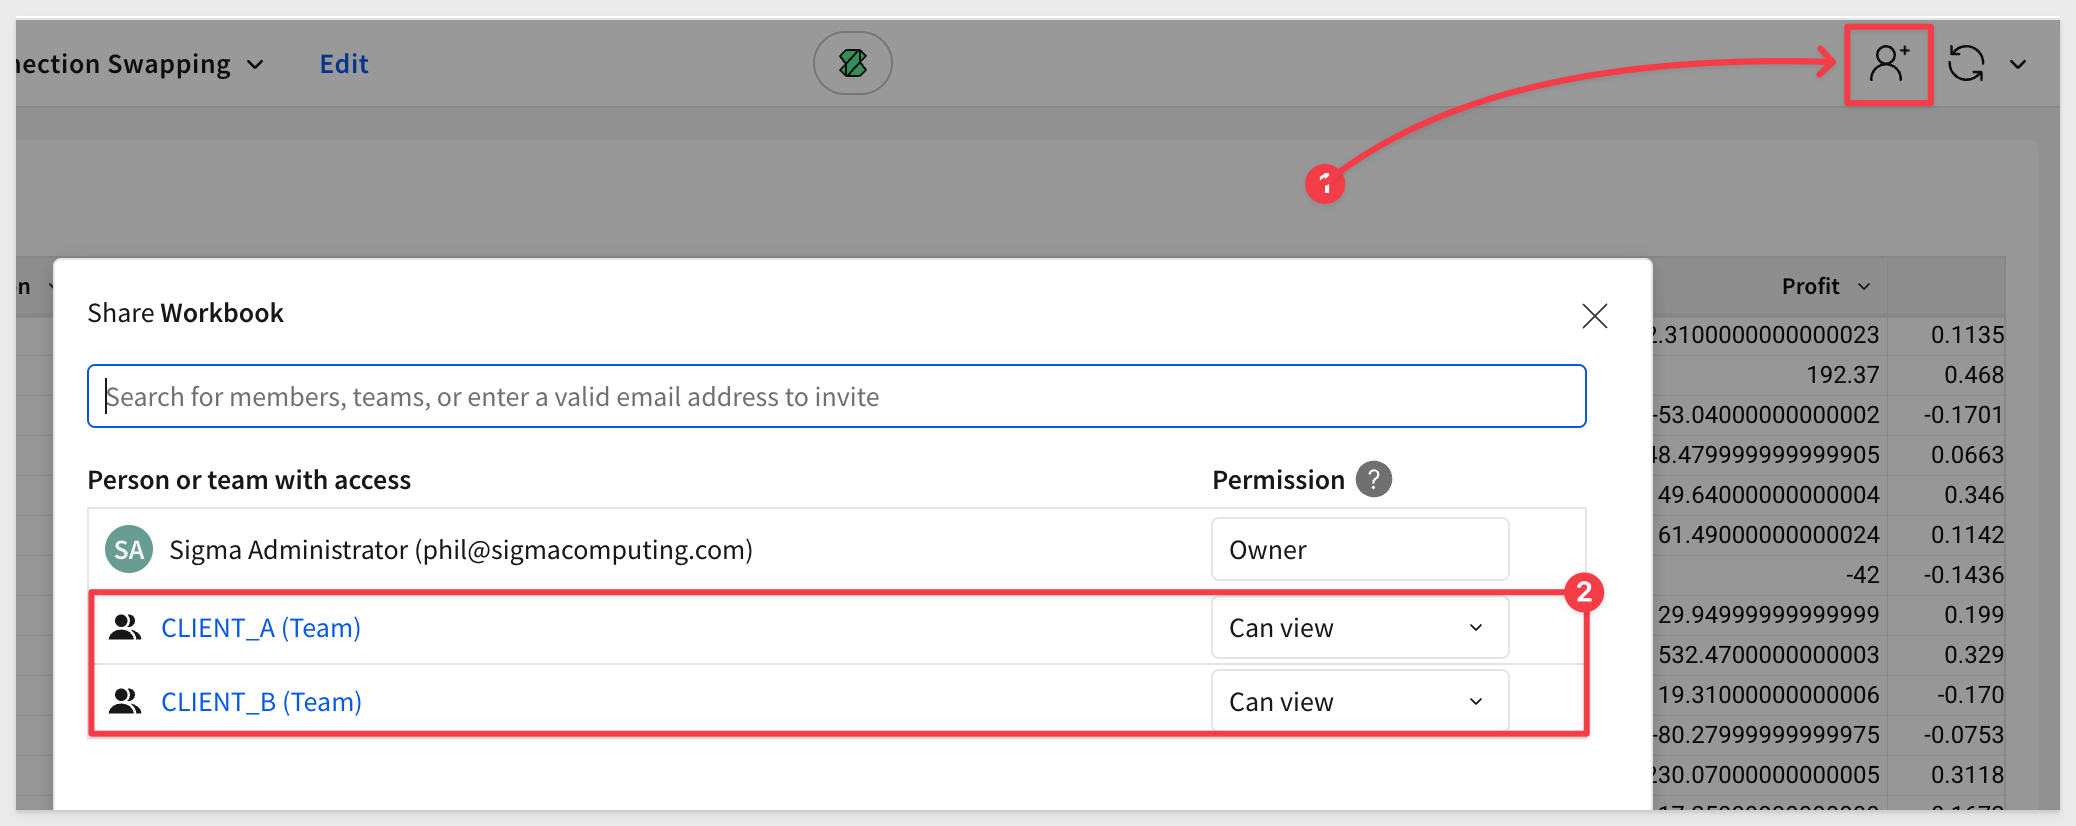 nection Swapping Edit
1
n Profit
Share Workbook
Search for members, teams, or enter a valid email address to invite
Person or team with access Permission ?
SA Sigma Administrator (phil@sigmacomputing.com) Owner
2
CLIENT_A (Team) Can view
CLIENT_B (Team) Can view
2.3100000000000023 0.1135
192.37 0.468
-53.04000000000002 -0.1701
48.479999999999905 0.0663
49.64000000000004 0.346
61.49000000000024 0.1142
-42 -0.1436
29.94999999999999 0.199
532.4700000000003 0.329
19.31000000000006 -0.170
-80.27999999999975 -0.0753
230.07000000000005 0.3118